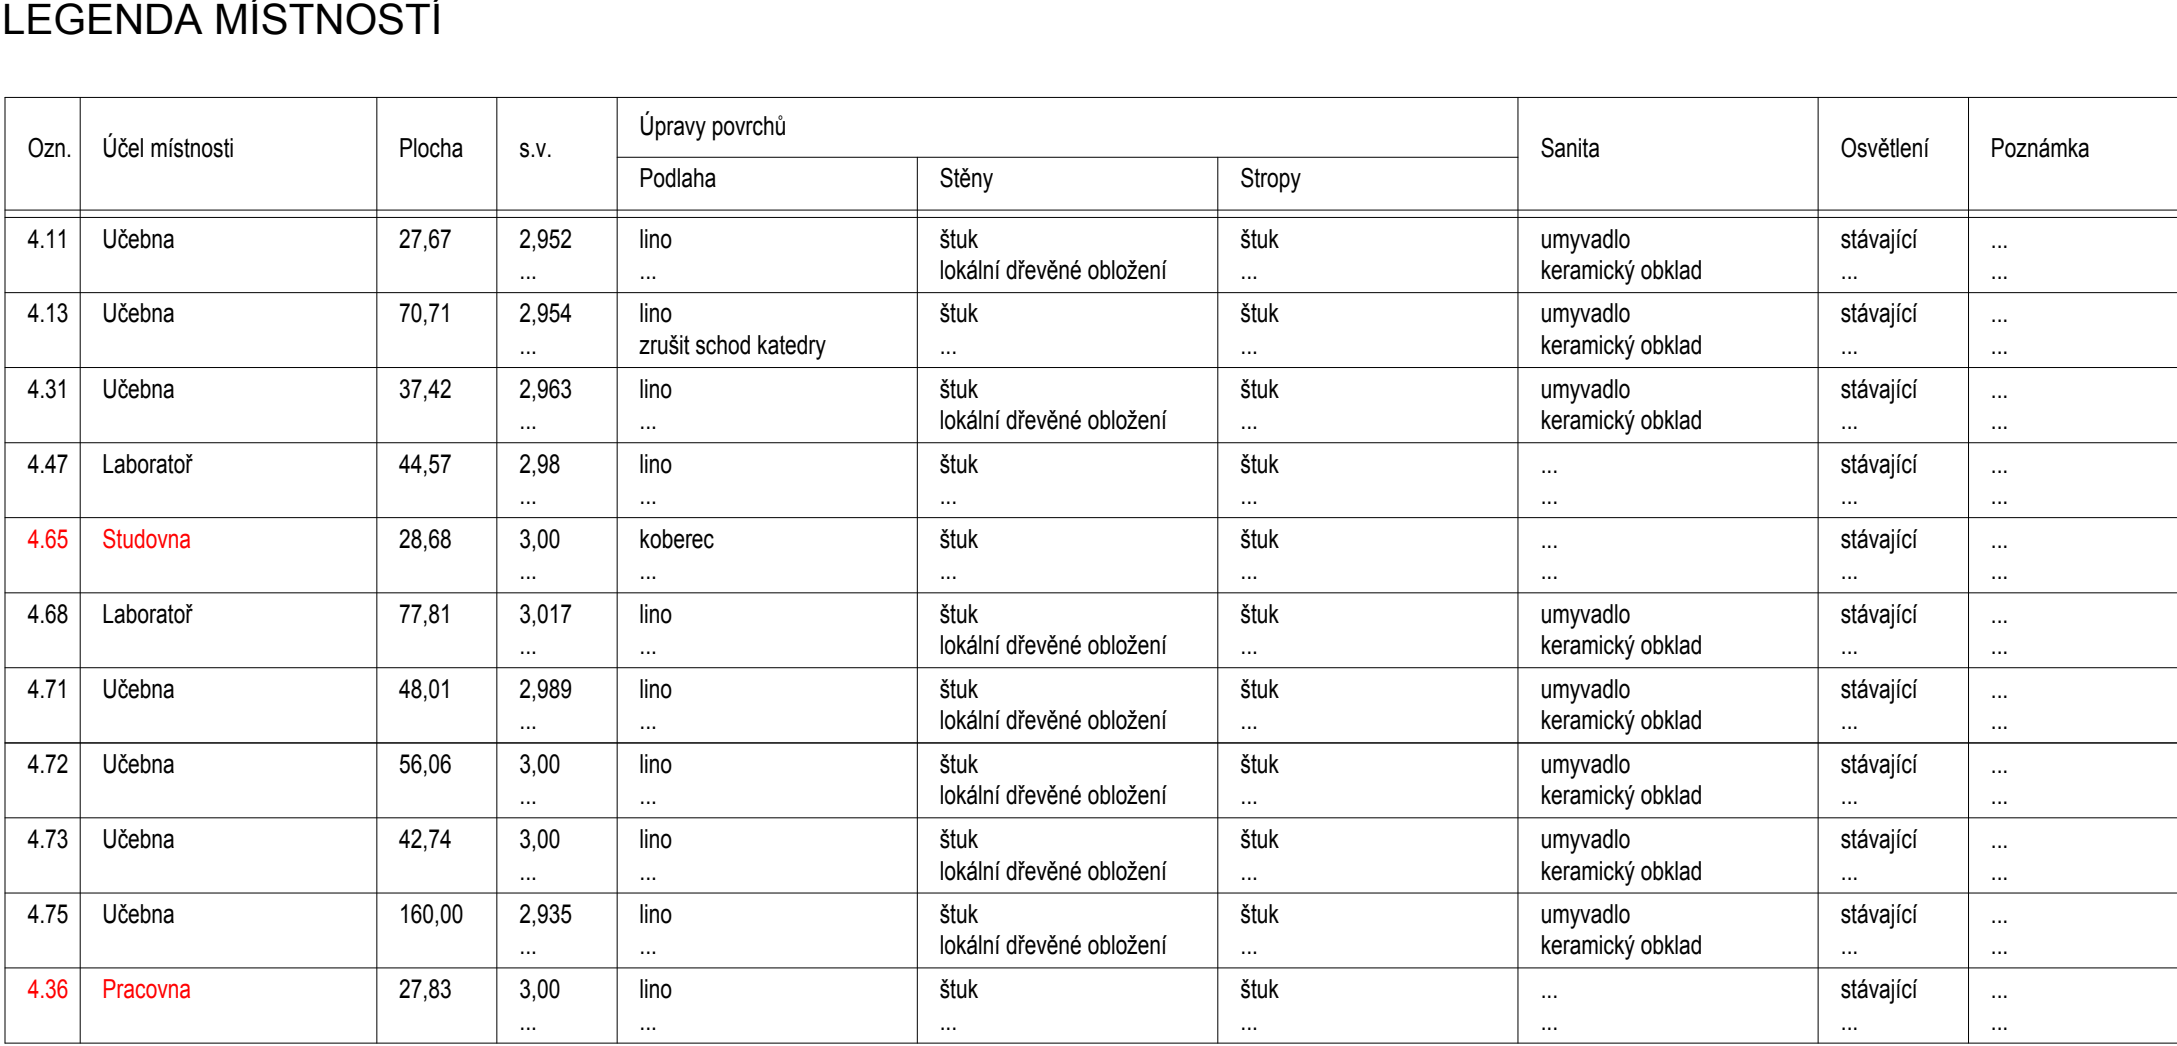 LEGENDA MÍSTNOSTÍ
Ozn. Účel místnosti Plocha s.v. Úpravy povrchů Sanita Osvětlení Poznámka
Podlaha Stěny Stropy
4.11 Učebna 27,67 2,952 lino štuk štuk umyvadlo stávající ...
... ... lokální dřevěné obložení ... keramický obklad ... ...
4.13 Učebna 70,71 2,954 lino štuk štuk umyvadlo stávající ...
... zrušit schod katedry ... ... keramický obklad ... ...
4.31 Učebna 37,42 2,963 lino štuk štuk umyvadlo stávající ...
... ... lokální dřevěné obložení ... keramický obklad ... ...
4.47 Laboratoř 44,57 2,98 lino štuk štuk ... stávající ...
... ... ... ... ... ... ...
4.65 Studovna 28,68 3,00 koberec štuk štuk ... stávající ...
... ... ... ... ... ... ...
4.68 Laboratoř 77,81 3,017 lino štuk štuk umyvadlo stávající ...
... ... lokální dřevěné obložení ... keramický obklad ... ...
4.71 Učebna 48,01 2,989 lino štuk štuk umyvadlo stávající ...
... ... lokální dřevěné obložení ... keramický obklad ... ...
4.72 Učebna 56,06 3,00 lino štuk štuk umyvadlo stávající ...
... ... lokální dřevěné obložení ... keramický obklad ... ...
4.73 Učebna 42,74 3,00 lino štuk štuk umyvadlo stávající ...
... ... lokální dřevěné obložení ... keramický obklad ... ...
4.75 Učebna 160,00 2,935 lino štuk štuk umyvadlo stávající ...
... ... lokální dřevěné obložení ... keramický obklad ... ...
4.36 Pracovna 27,83 3,00 lino štuk štuk ... stávající ...
... ... ... ... ... ... ...